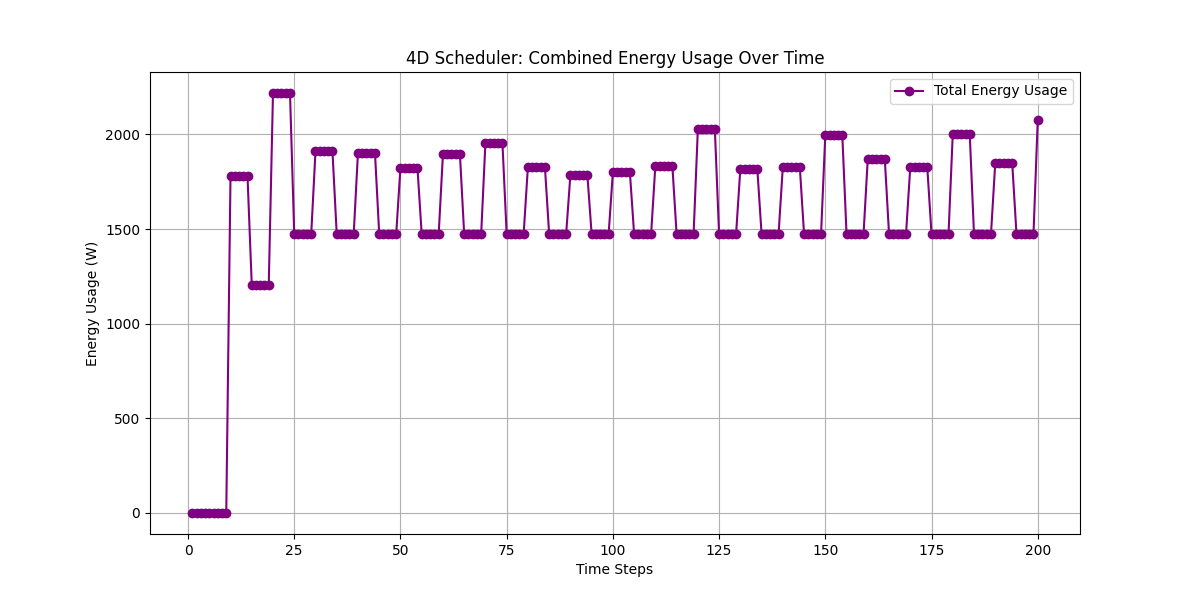 4D Scheduler: Combined Energy Usage Over Time
Total Energy Usage
Energy Usage (W)
2000
1500
1000
500
0
0 25 50 75 100 125 150 175 200
Time Steps